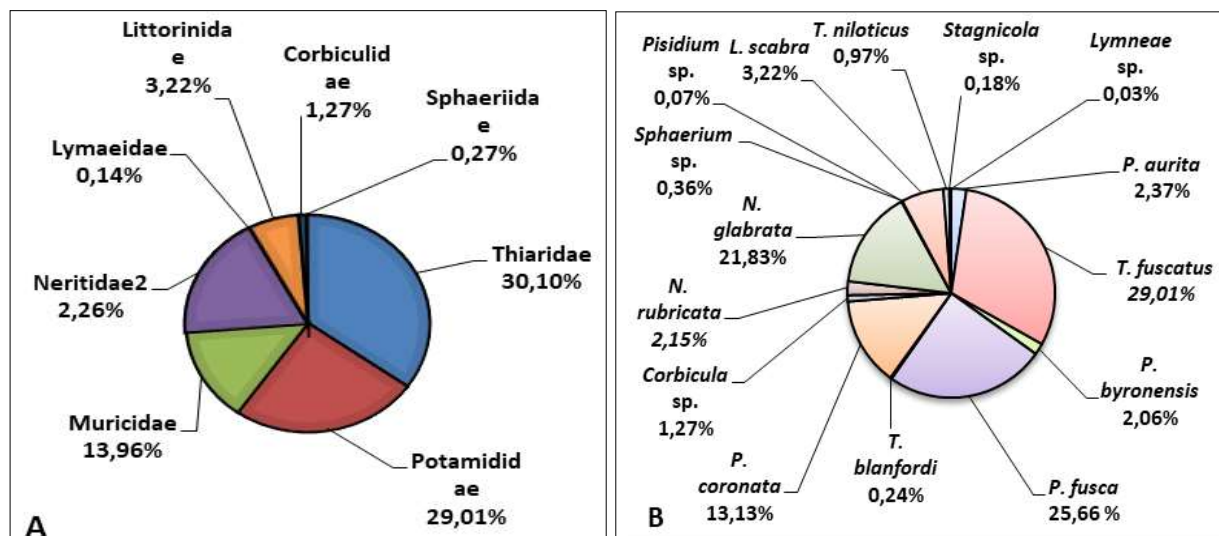 Littorinida
e
3,22%
Corbiculid
ae
1,27%
Sphaeriida
e
0,27%
Lymaeidae
0,14%
Neritidae2
2,26%
Thiaridae
30,10%
Muricidae
13,96%
Potamidid
ae
29,01%
A
Pisidium
sp.
0,07%
L. scabra
3,22%
T. niloticus
0,97%
Stagnicola
sp.
0,18%
Lymneae
sp.
0,03%
Sphaerium
sp.
0,36%
P. aurita
2,37%
N.
glabrata
21,83%
T. fuscatus
29,01%
N.
rubricata
2,15%
P.
byronensis
2,06%
Corbicula
sp.
1,27%
P.
coronata
13,13%
T.
blanfordi
0,24%
P. fusca
25,66 %
B